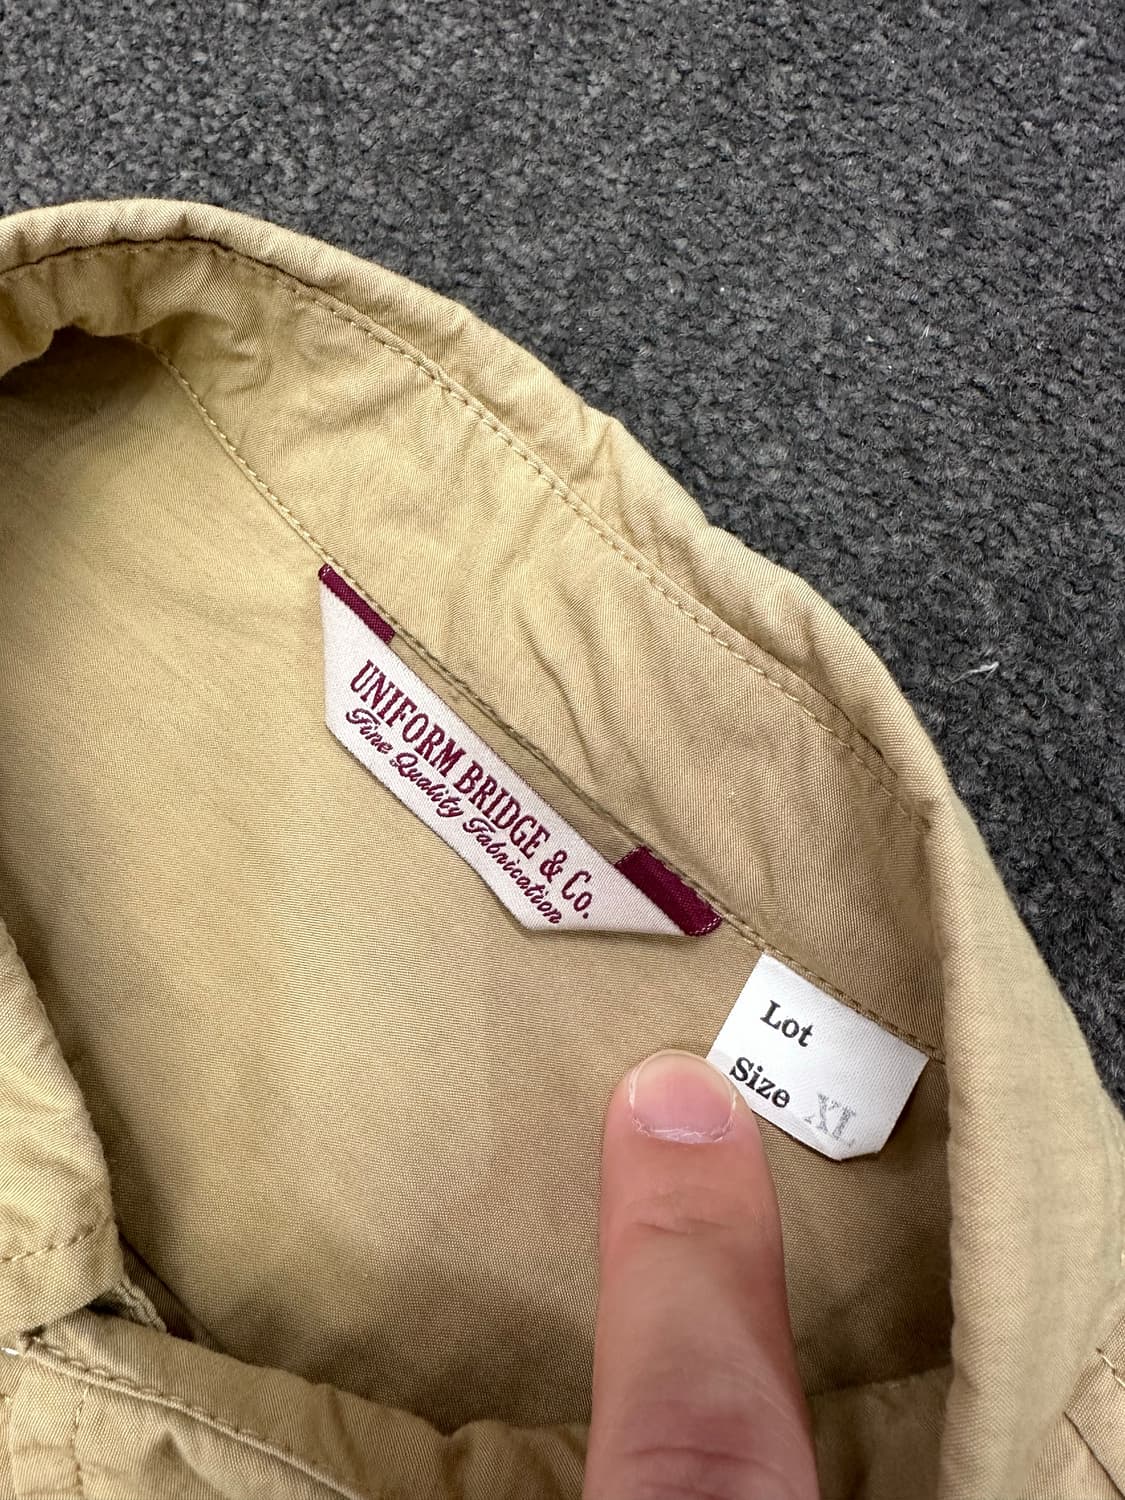 UNIFORM BRIDGE & Co.
Fine Quality Fabrication
Lot
Size XL